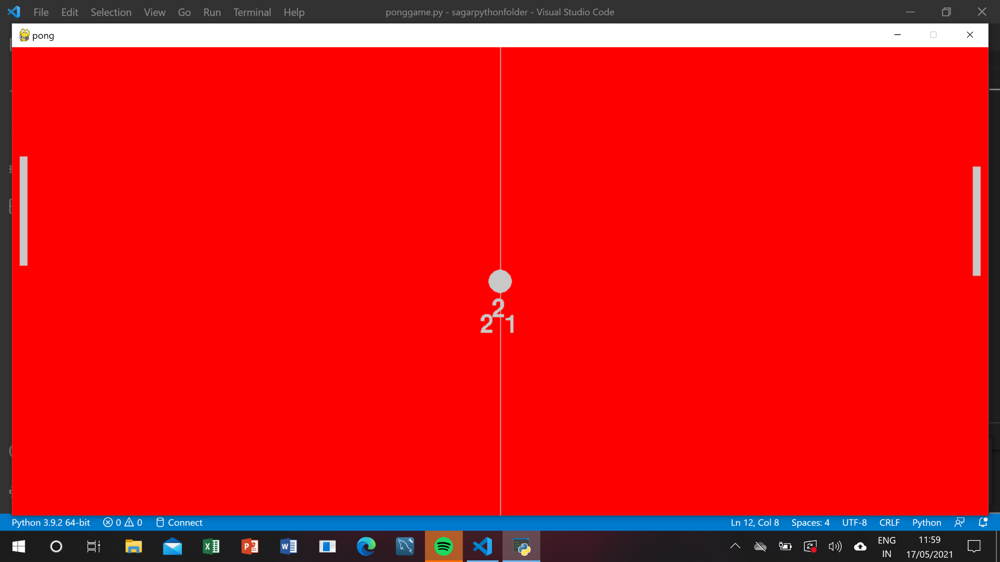 File Edit Selection View Go Run Terminal Help ponggame.py - sagarpythonfolder - Visual Studio Code
pong
2
2 1
Python 3.9.2 64-bit 0 0 Connect Ln 12, Col 8 Spaces: 4 UTF-8 CRLF Python
ENG 11:59
IN 17/05/2021